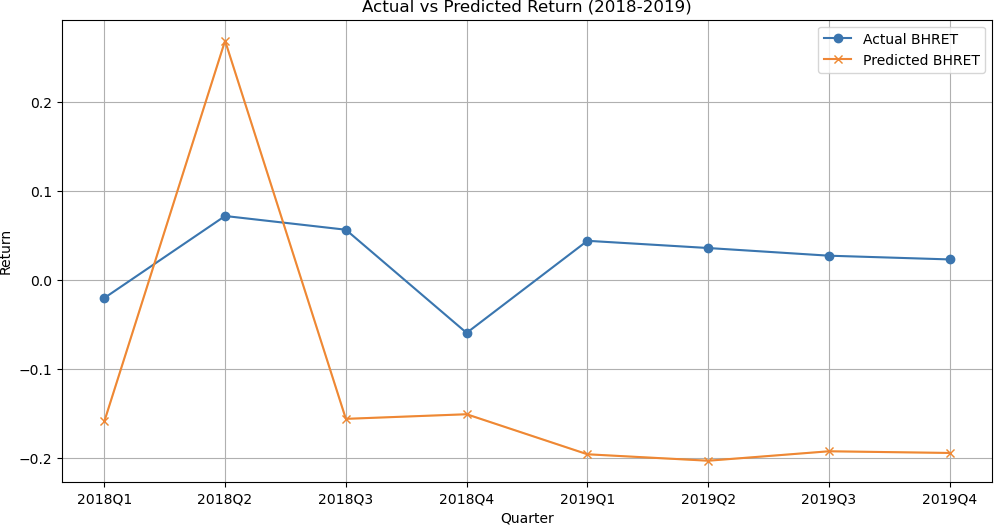 Actual vs Predicted Return (2018-2019)
Actual BHRET
Predicted BHRET
0.2
0.1
0.0
−0.1
−0.2
Return
2018Q1 2018Q2 2018Q3 2018Q4 2019Q1 2019Q2 2019Q3 2019Q4
Quarter